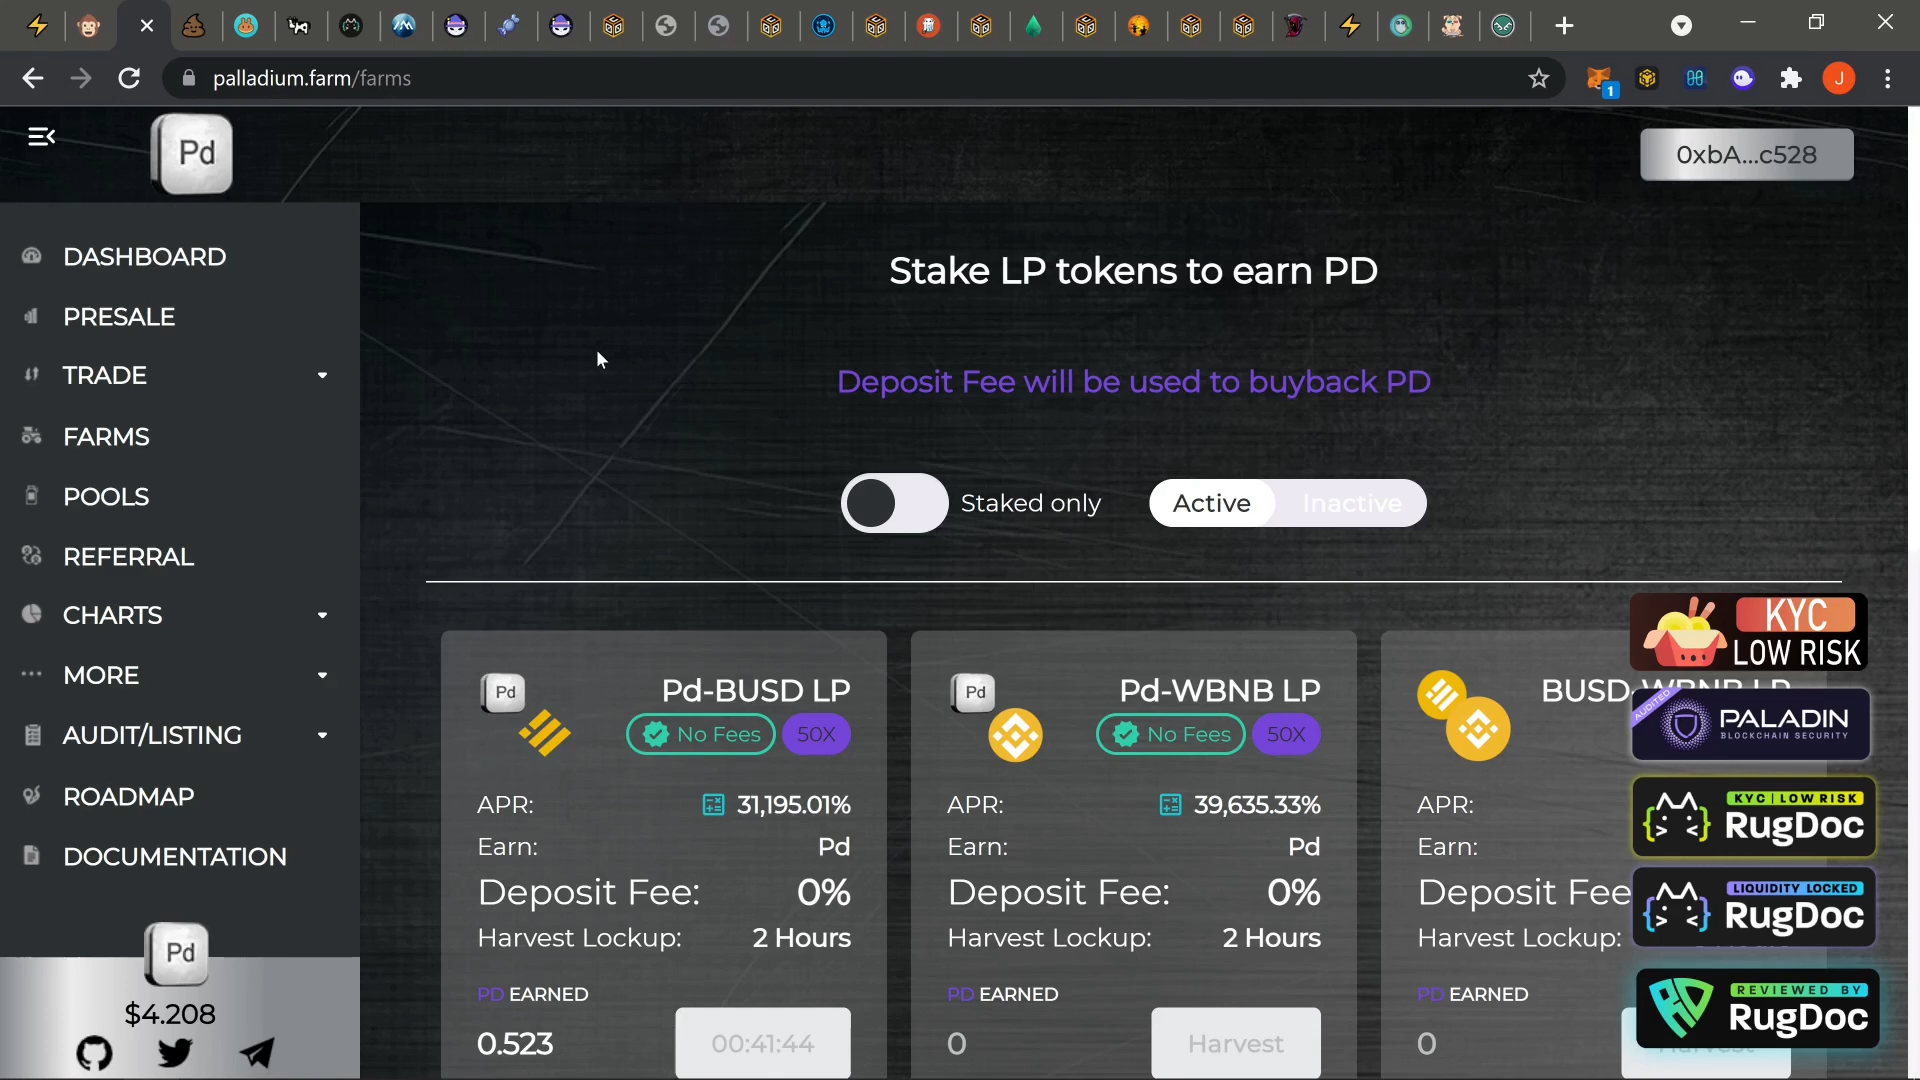 palladium.farm/farms
1
J
Pd
0xbA...c528
DASHBOARD
PRESALE
TRADE
FARMS
POOLS
REFERRAL
CHARTS
MORE
AUDIT/LISTING
ROADMAP
DOCUMENTATION
Pd
$4.208
Stake LP tokens to earn PD
Deposit Fee will be used to buyback PD
Staked only
Active
Inactive
Pd
Pd-BUSD LP
No Fees
50X
APR:
31,195.01%
Earn:
Pd
Deposit Fee:
0%
Harvest Lockup:
2 Hours
PD EARNED
0.523
00:41:44
Pd
Pd-WBNB LP
No Fees
50X
APR:
39,635.33%
Earn:
Pd
Deposit Fee:
0%
Harvest Lockup:
2 Hours
PD EARNED
0
Harvest
BUSD-WBNB LP
APR:
Earn:
Deposit Fee
Harvest Lockup:
PD EARNED
0
Harvest
KYC
LOW RISK
AUDITED
PALADIN
BLOCKCHAIN SECURITY
KYC | LOW RISK
RugDoc
LIQUIDITY LOCKED
RugDoc
REVIEWED BY
RugDoc